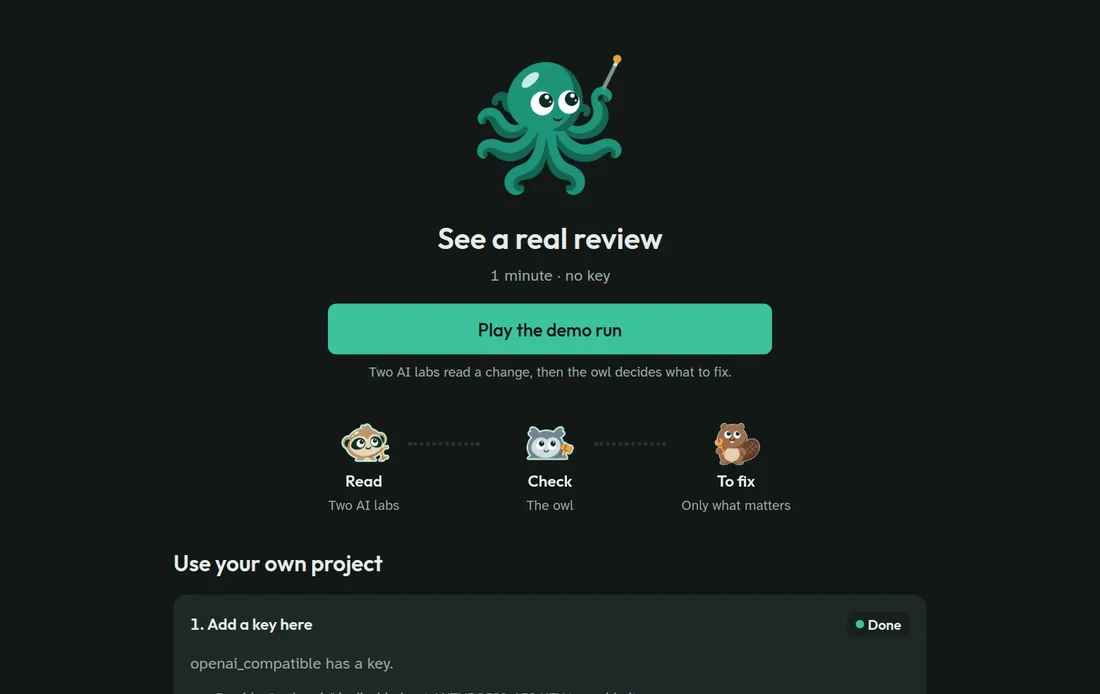 See a real review
1 minute · no key
Play the demo run
Two AI labs read a change, then the owl decides what to fix.
Read
Check
To fix
Two AI labs
The owl
Only what matters
Use your own project
1. Add a key here
Done
openai_compatible has a key.